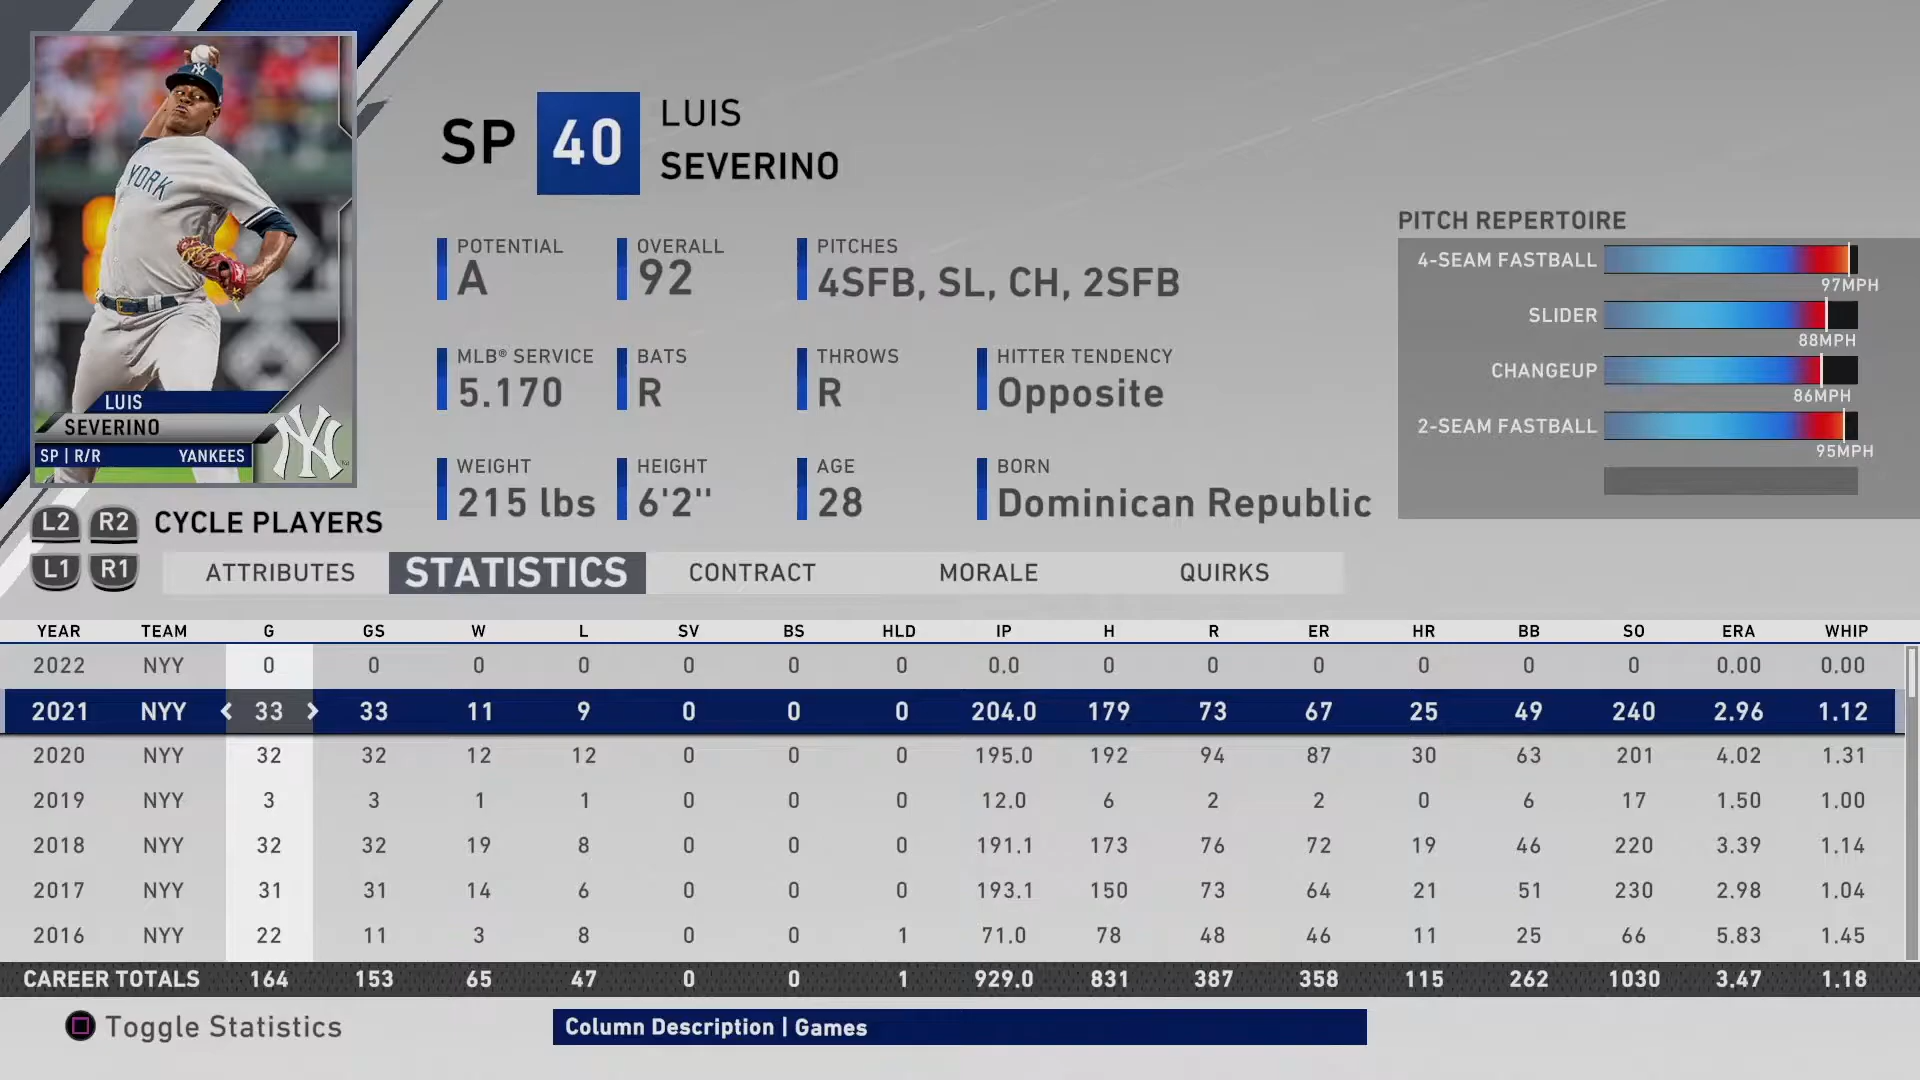 YORK
LUIS
SEVERINO
SP | R/R YANKEES
SP 40 LUIS
SEVERINO
POTENTIAL OVERALL PITCHES
A 92 4SFB, SL, CH, 2SFB
MLB® SERVICE BATS THROWS HITTER TENDENCY
5.170 R R Opposite
WEIGHT HEIGHT AGE BORN
215 lbs 6'2'' 28 Dominican Republic
PITCH REPERTOIRE
4-SEAM FASTBALL
97MPH
SLIDER
88MPH
CHANGEUP
86MPH
2-SEAM FASTBALL
95MPH
L2 R2 CYCLE PLAYERS
L1 R1
ATTRIBUTES STATISTICS CONTRACT MORALE QUIRKS
YEAR TEAM G GS W L SV BS HLD IP H R ER HR BB SO ERA WHIP
2022 NYY 0 0 0 0 0 0 0 0.0 0 0 0 0 0 0 0.00 0.00
2021 NYY 33 33 11 9 0 0 0 204.0 179 73 67 25 49 240 2.96 1.12
2020 NYY 32 32 12 12 0 0 0 195.0 192 94 87 30 63 201 4.02 1.31
2019 NYY 3 3 1 1 0 0 0 12.0 6 2 2 0 6 17 1.50 1.00
2018 NYY 32 32 19 8 0 0 0 191.1 173 76 72 19 46 220 3.39 1.14
2017 NYY 31 31 14 6 0 0 0 193.1 150 73 64 21 51 230 2.98 1.04
2016 NYY 22 11 3 8 0 0 1 71.0 78 48 46 11 25 66 5.83 1.45
CAREER TOTALS 164 153 65 47 0 0 1 929.0 831 387 358 115 262 1030 3.47 1.18
Toggle Statistics
Column Description | Games